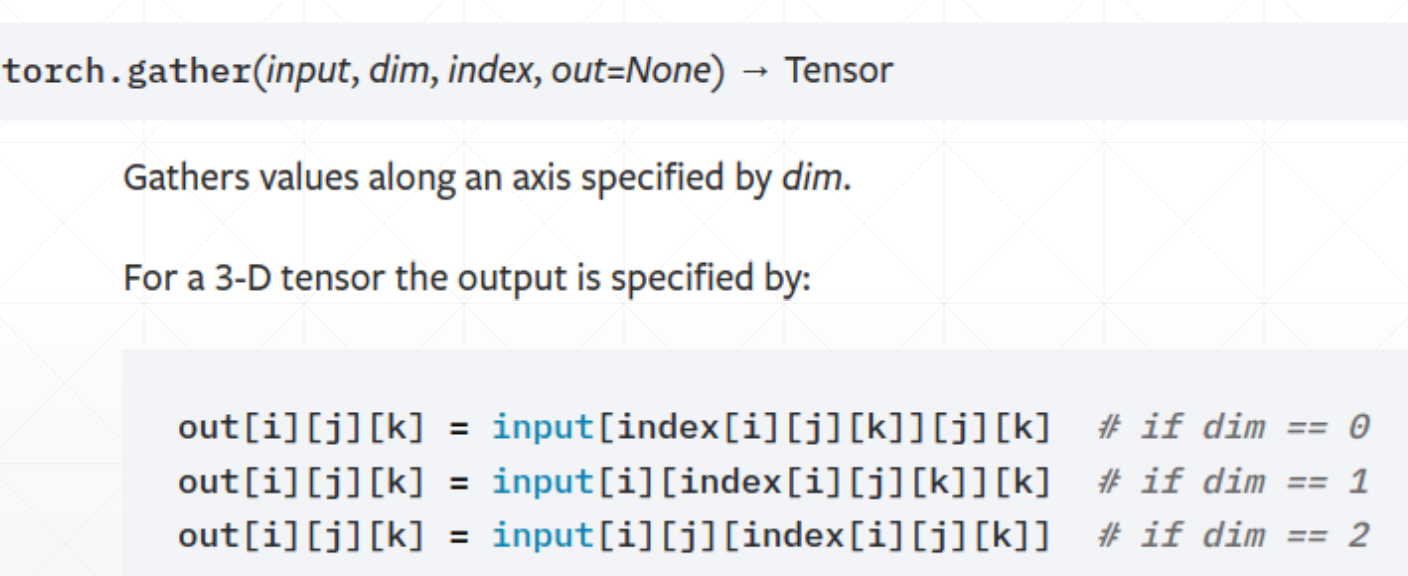 torch.gather(input, dim, index, out=None) → Tensor
Gathers values along an axis specified by dim.
For a 3-D tensor the output is specified by:
out[i][j][k] = input[index[i][j][k]][j][k]  # if dim == 0
out[i][j][k] = input[i][index[i][j][k]][k]  # if dim == 1
out[i][j][k] = input[i][j][index[i][j][k]]  # if dim == 2